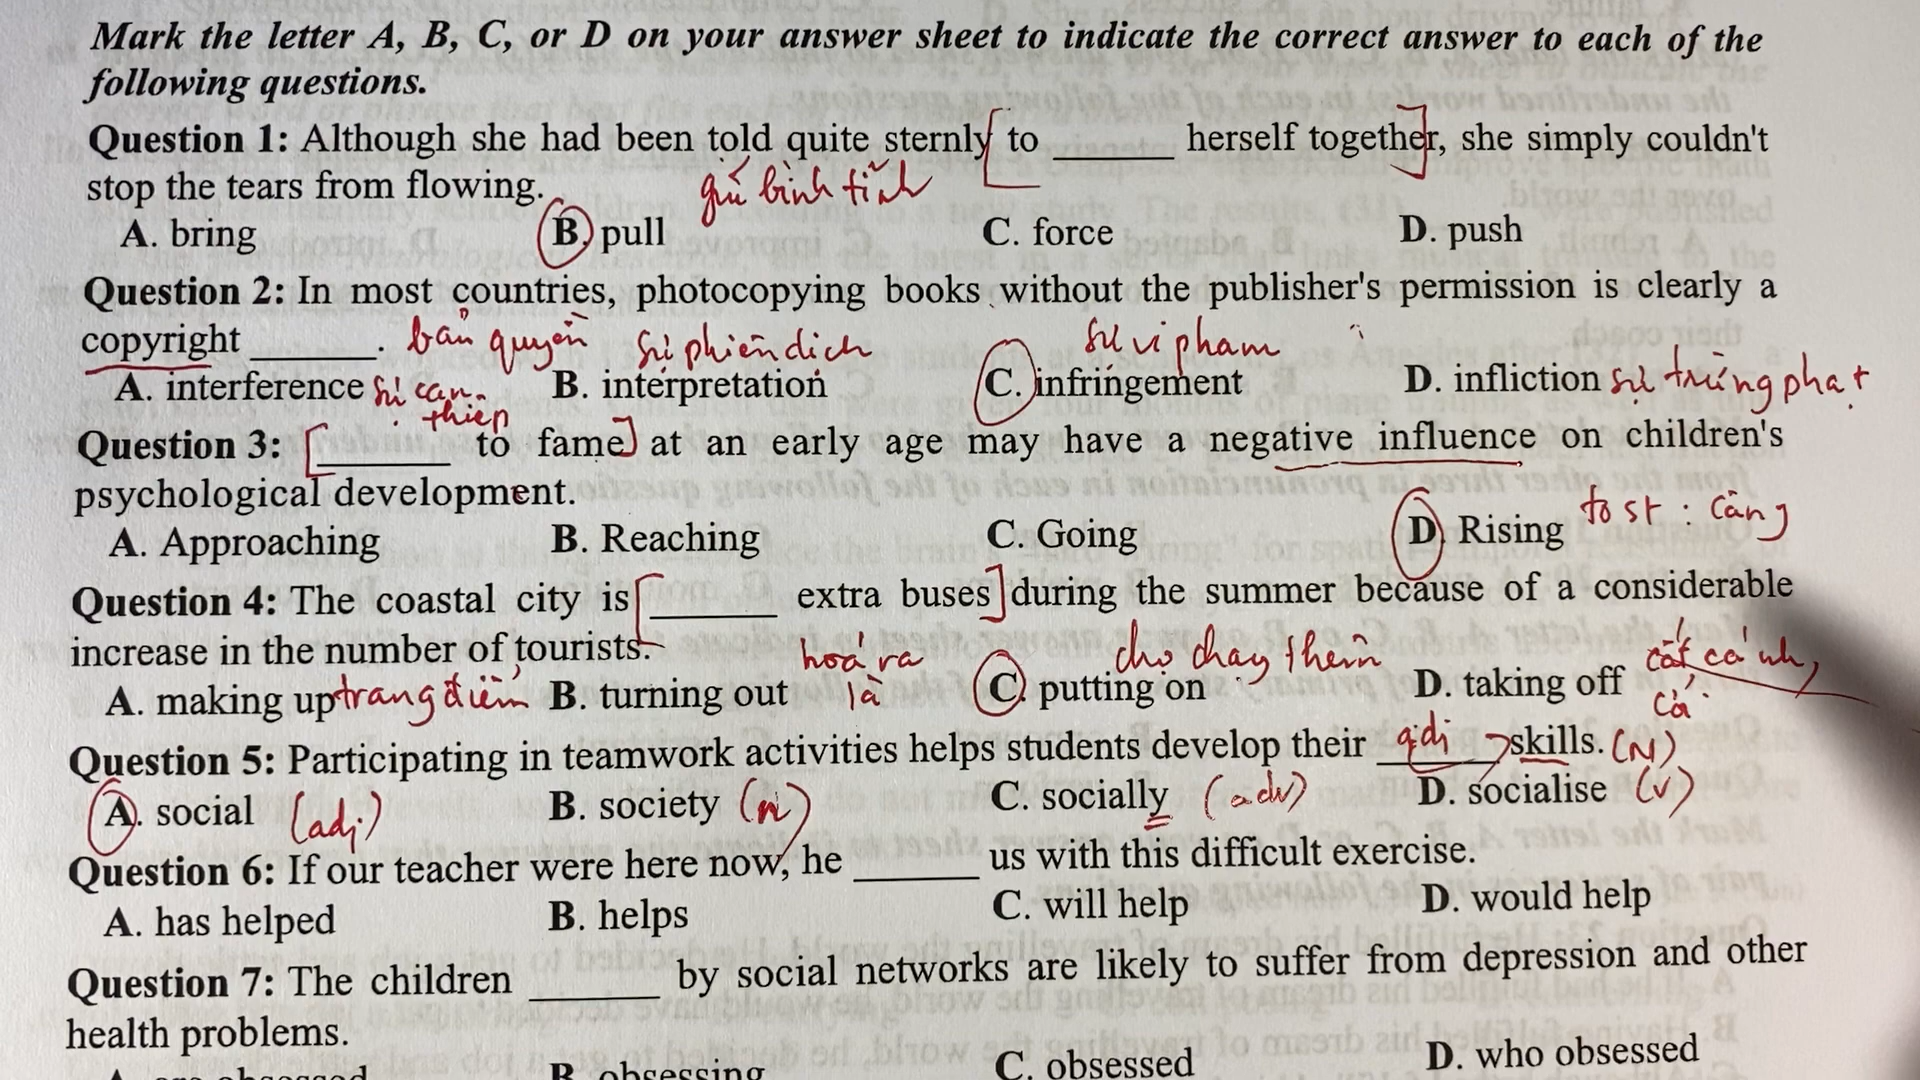 Mark the letter A, B, C, or D on your answer sheet to indicate the correct answer to each of the
following questions.
Question 1: Although she had been told quite sternly to ______ herself together, she simply couldn't
stop the tears from flowing. giữ bình tĩnh
A. bring B. pull C. force D. push
Question 2: In most countries, photocopying books without the publisher's permission is clearly a
copyright ______. bản quyền sự phiên dịch sự vi phạm
A. interference sự can thiệp B. interpretation C. infringement D. infliction sự trừng phạt
Question 3: ______ to fame at an early age may have a negative influence on children's
psychological development.
A. Approaching B. Reaching C. Going D. Rising to st :
Question 4: The coastal city is ______ extra buses during the summer because of a considerable
increase in the number of tourists.
A. making up trang điểm B. turning out hoá ra là C. putting on cho chạy thêm D. taking off cất cánh,
Question 5: Participating in teamwork activities helps students develop their ______ skills. (N)
A. social (adj) B. society (n) C. socially (adv) D. socialise (v)
Question 6: If our teacher were here now, he ______ us with this difficult exercise.
A. has helped B. helps C. will help D. would help
Question 7: The children ______ by social networks are likely to suffer from depression and other
health problems.
B. obsessing C. obsessed D. who obsessed